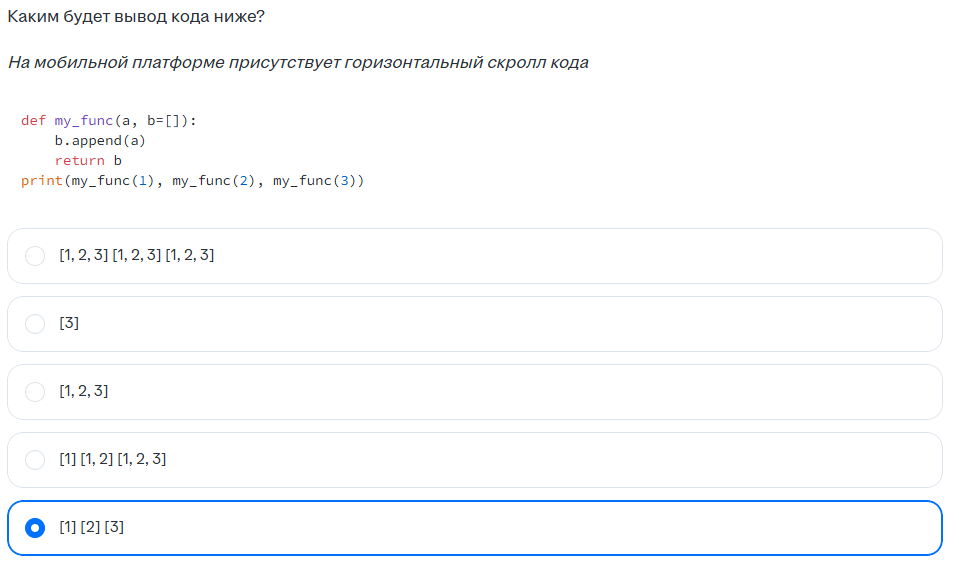 Каким будет вывод кода ниже?
На мобильной платформе присутствует горизонтальный скролл кода
def my_func(a, b=[]):
    b.append(a)
    return b
print(my_func(1), my_func(2), my_func(3))
[1, 2, 3] [1, 2, 3] [1, 2, 3]
[3]
[1, 2, 3]
[1] [1, 2] [1, 2, 3]
[1] [2] [3]